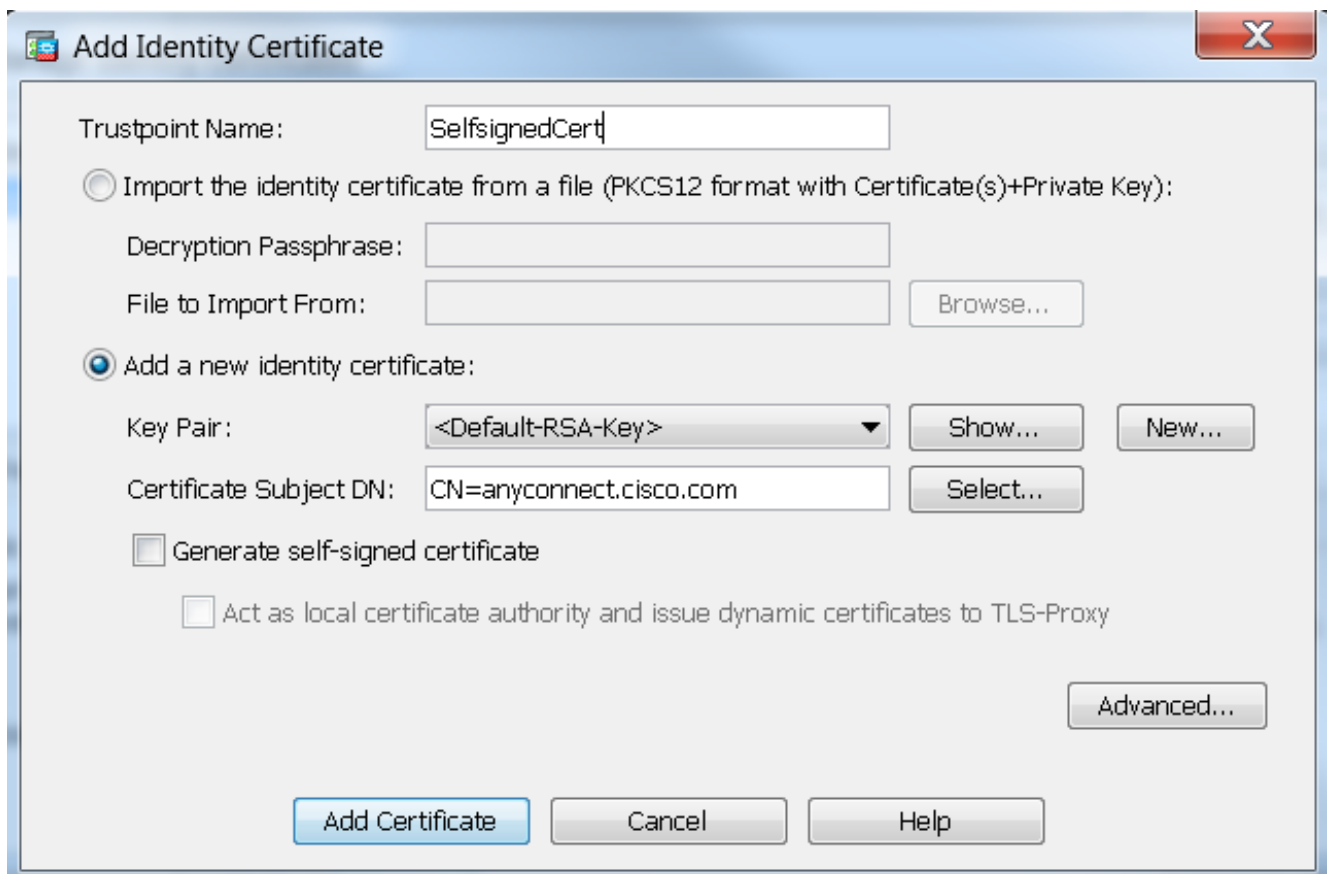 Add Identity Certificate
Trustpoint Name: SelfsignedCert
Import the identity certificate from a file (PKCS12 format with Certificate(s)+Private Key):
Decryption Passphrase:
File to Import From: Browse...
Add a new identity certificate:
Key Pair: <Default-RSA-Key> Show... New...
Certificate Subject DN: CN=anyconnect.cisco.com Select...
Generate self-signed certificate
Act as local certificate authority and issue dynamic certificates to TLS-Proxy
Advanced...
Add Certificate Cancel Help